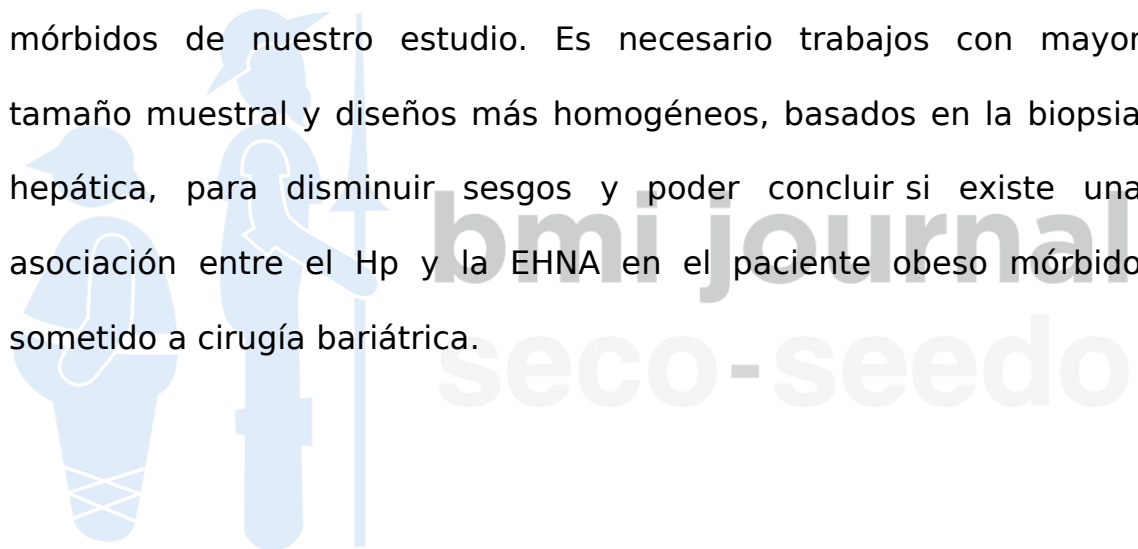 mórbidos de nuestro estudio. Es necesario trabajos con mayor
tamaño muestral y diseños más homogéneos, basados en la biopsia
hepática, para disminuir sesgos y poder concluir si existe una
bmi journal
asociación entre el Hp y la EHNA en el paciente obeso mórbido
sometido a cirugía bariátrica.
seco-seedo